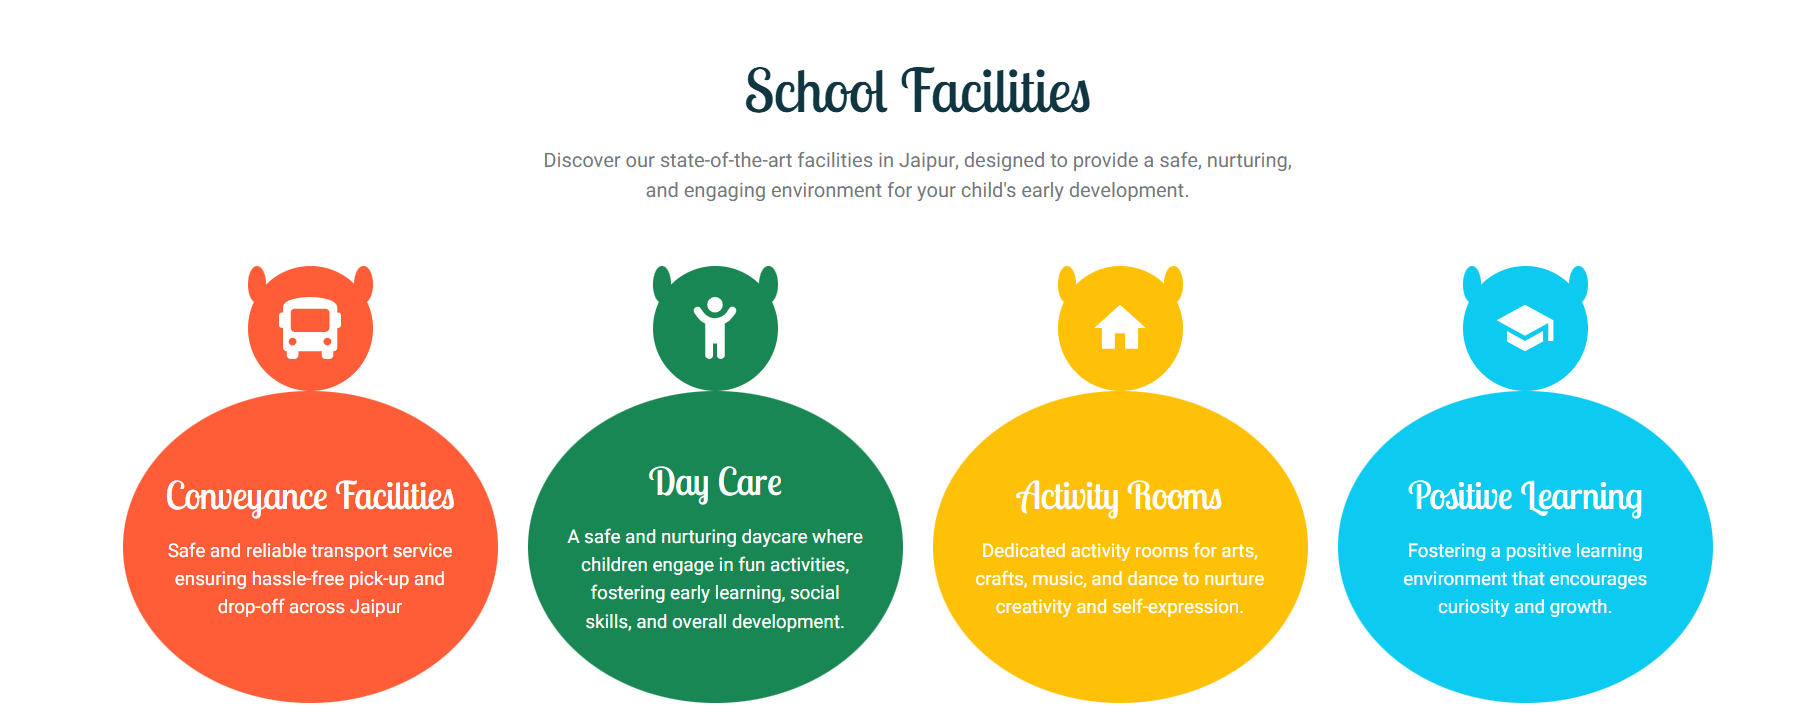 School Facilities
Discover our state-of-the-art facilities in Jaipur, designed to provide a safe, nurturing,
and engaging environment for your child's early development.
Conveyance Facilities
Safe and reliable transport service
ensuring hassle-free pick-up and
drop-off across Jaipur
Day Care
A safe and nurturing daycare where
children engage in fun activities,
fostering early learning, social
skills, and overall development.
Activity Rooms
Dedicated activity rooms for arts,
crafts, music, and dance to nurture
creativity and self-expression.
Positive Learning
Fostering a positive learning
environment that encourages
curiosity and growth.